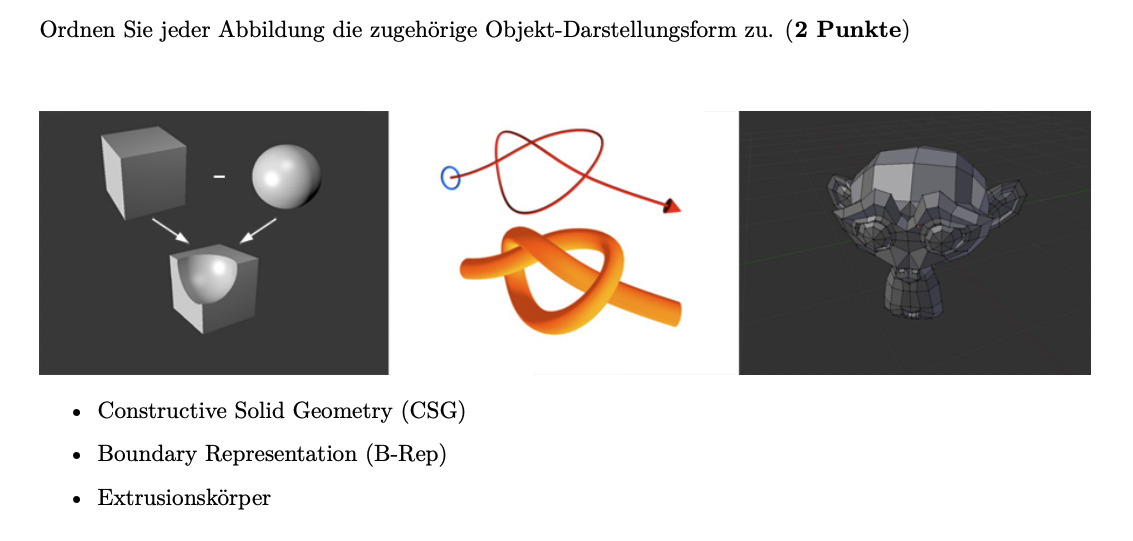 Ordnen Sie jeder Abbildung die zugehörige Objekt-Darstellungsform zu. (2 Punkte)
• Constructive Solid Geometry (CSG)
• Boundary Representation (B-Rep)
• Extrusionskörper